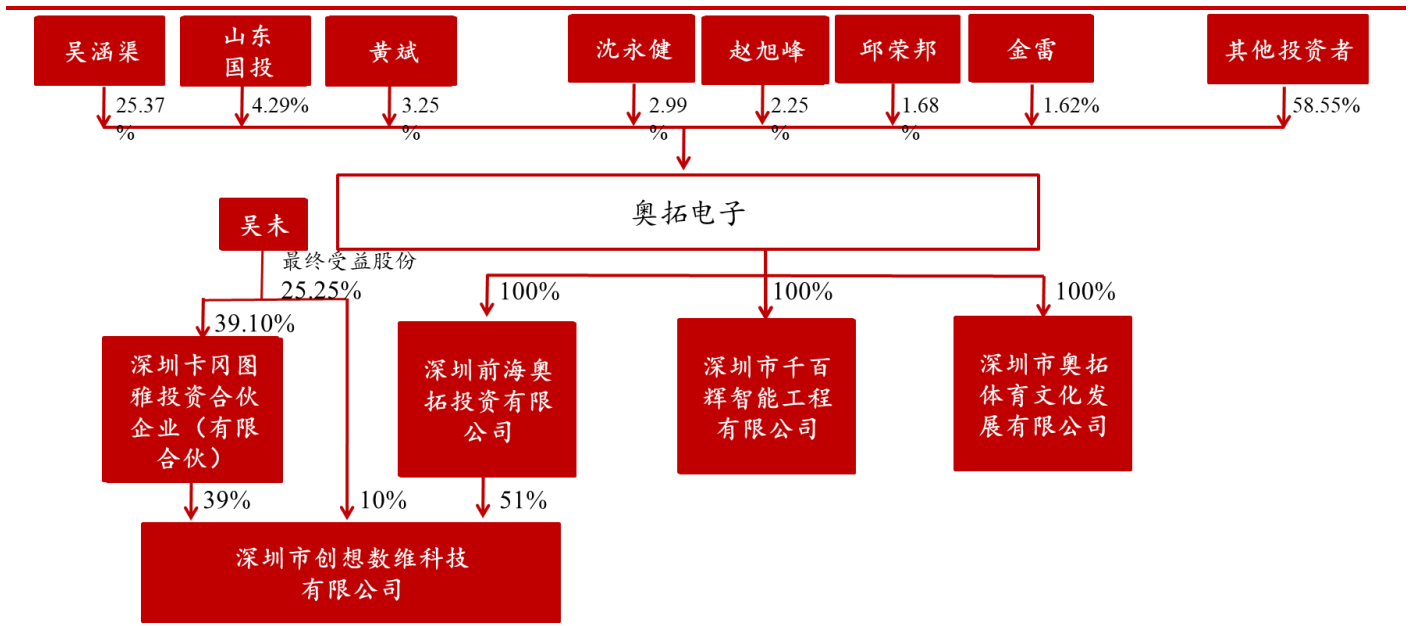 吴涵渠
山东
国投
黄斌
沈永健
赵旭峰
邱荣邦
金雷
其他投资者
25.37
%
4.29%
3.25
%
2.99
%
2.25
%
1.68
%
1.62%
58.55%
奥拓电子
吴未
最终受益股份
25.25%
100%
100%
100%
39.10%
深圳卡冈图
雅投资合伙
企业（有限
合伙）
深圳前海奥
拓投资有限
公司
深圳市千百
辉智能工程
有限公司
深圳市奥拓
体育文化发
展有限公司
39%
10%
51%
深圳市创想数维科技
有限公司